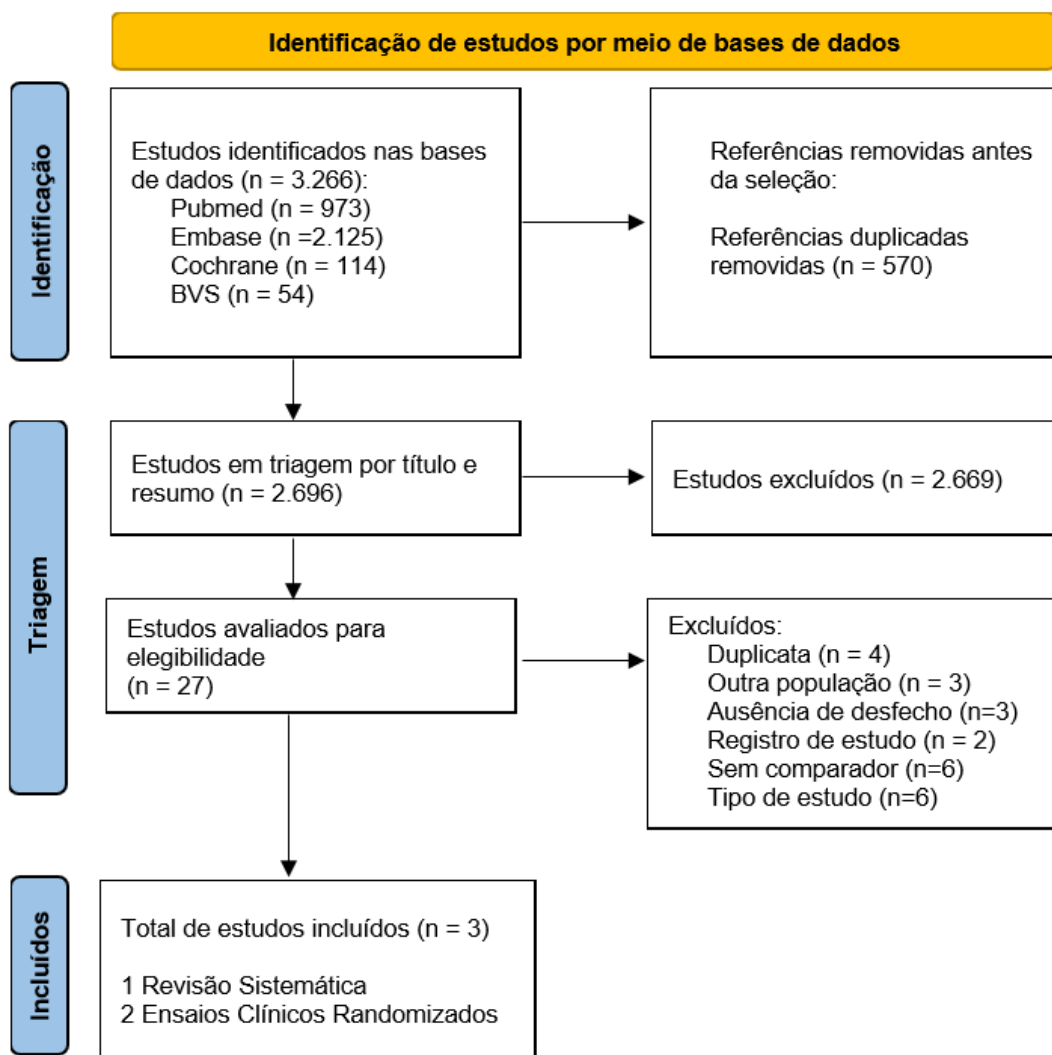 Identificação de estudos por meio de bases de dados
Identificação
Estudos identificados nas bases
de dados (n = 3.266):
Pubmed (n = 973)
Embase (n =2.125)
Cochrane (n = 114)
BVS (n = 54)
Referências removidas antes
da seleção:
Referências duplicadas
removidas (n = 570)
Triagem
Estudos em triagem por título e
resumo (n = 2.696)
Estudos excluídos (n = 2.669)
Estudos avaliados para
elegibilidade
(n = 27)
Excluídos:
Duplicata (n = 4)
Outra população (n = 3)
Ausência de desfecho (n=3)
Registro de estudo (n = 2)
Sem comparador (n=6)
Tipo de estudo (n=6)
Incluídos
Total de estudos incluídos (n = 3)
1 Revisão Sistemática
2 Ensaios Clínicos Randomizados